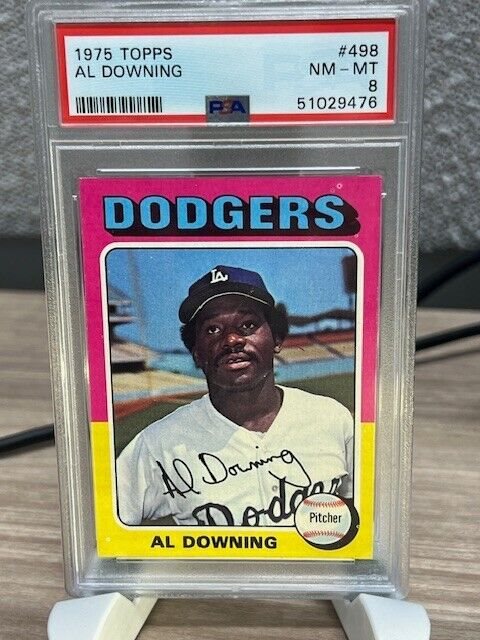 1975 TOPPS
#498
AL DOWNING
NM - MT
8
PSA
51029476
DODGERS
LA
Al Downing
Dodgers
Pitcher
AL DOWNING